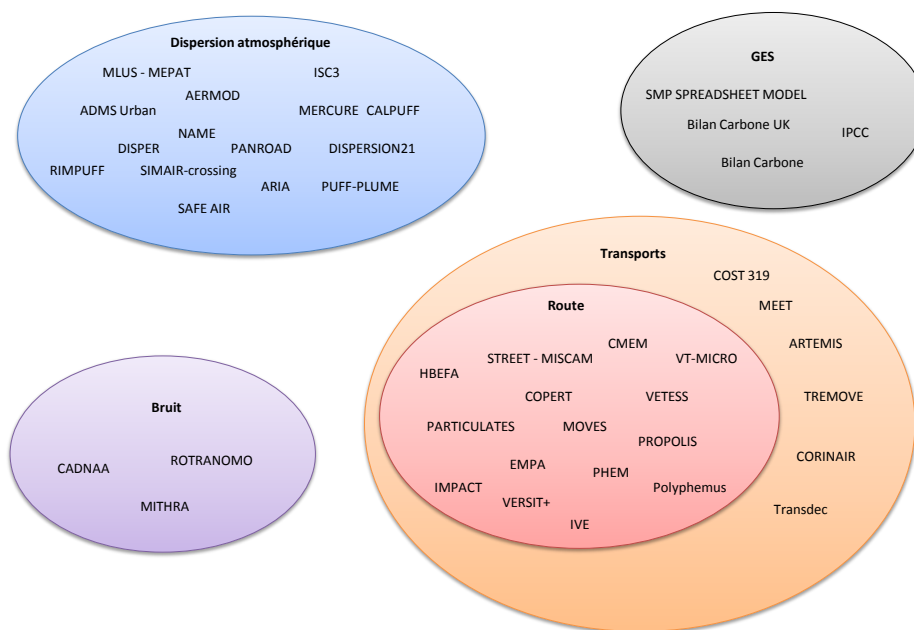 Dispersion atmosphérique
MLUS - MEPAT
ISC3
AERMOD
ADMS Urban
MERCURE
CALPUFF
NAME
DISPER
PANROAD
DISPERSION21
RIMPUFF
SIMAIR-crossing
ARIA
PUFF-PLUME
SAFE AIR
GES
SMP SPREADSHEET MODEL
Bilan Carbone UK
IPCC
Bilan Carbone
Bruit
CADNAA
ROTRANOMO
MITHRA
Transports
COST 319
MEET
ARTEMIS
TREMOVE
CORINAIR
Transdec
Route
CMEM
STREET - MISCAM
VT-MICRO
HBEFA
COPERT
VETESS
PARTICULATES
MOVES
PROPOLIS
EMPA
PHEM
IMPACT
Polyphemus
VERSIT+
IVE